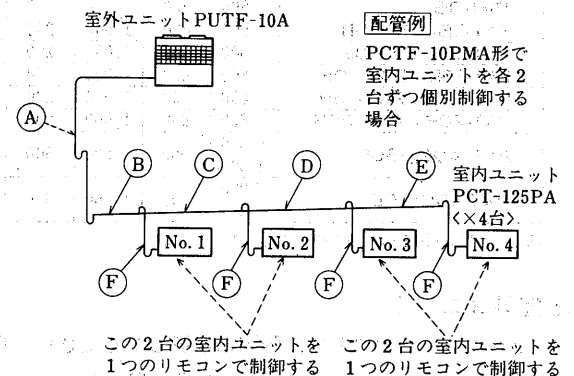 室外ユニットPUTF-10A
配管例
PCTF-10PMA形で
室内ユニットを各2
台ずつ個別制御する
場合
A
B
C
D
E
室内ユニット
PCT-125PA
〈×4台〉
No. 1
No. 2
No. 3
No. 4
F
F
F
F
この2台の室内ユニットを
1つのリモコンで制御する
この2台の室内ユニットを
1つのリモコンで制御する